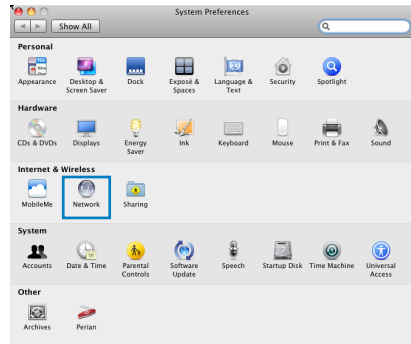 System Preferences
Show All
Personal
Appearance
Desktop & Screen Saver
Dock
Exposé & Spaces
Language & Text
Security
Spotlight
Hardware
CDs & DVDs
Displays
Energy Saver
Ink
Keyboard
Mouse
Print & Fax
Sound
Internet & Wireless
MobileMe
Network
Sharing
System
Accounts
Date & Time
Parental Controls
Software Update
Speech
Startup Disk
Time Machine
Universal Access
Other
Archives
Perian